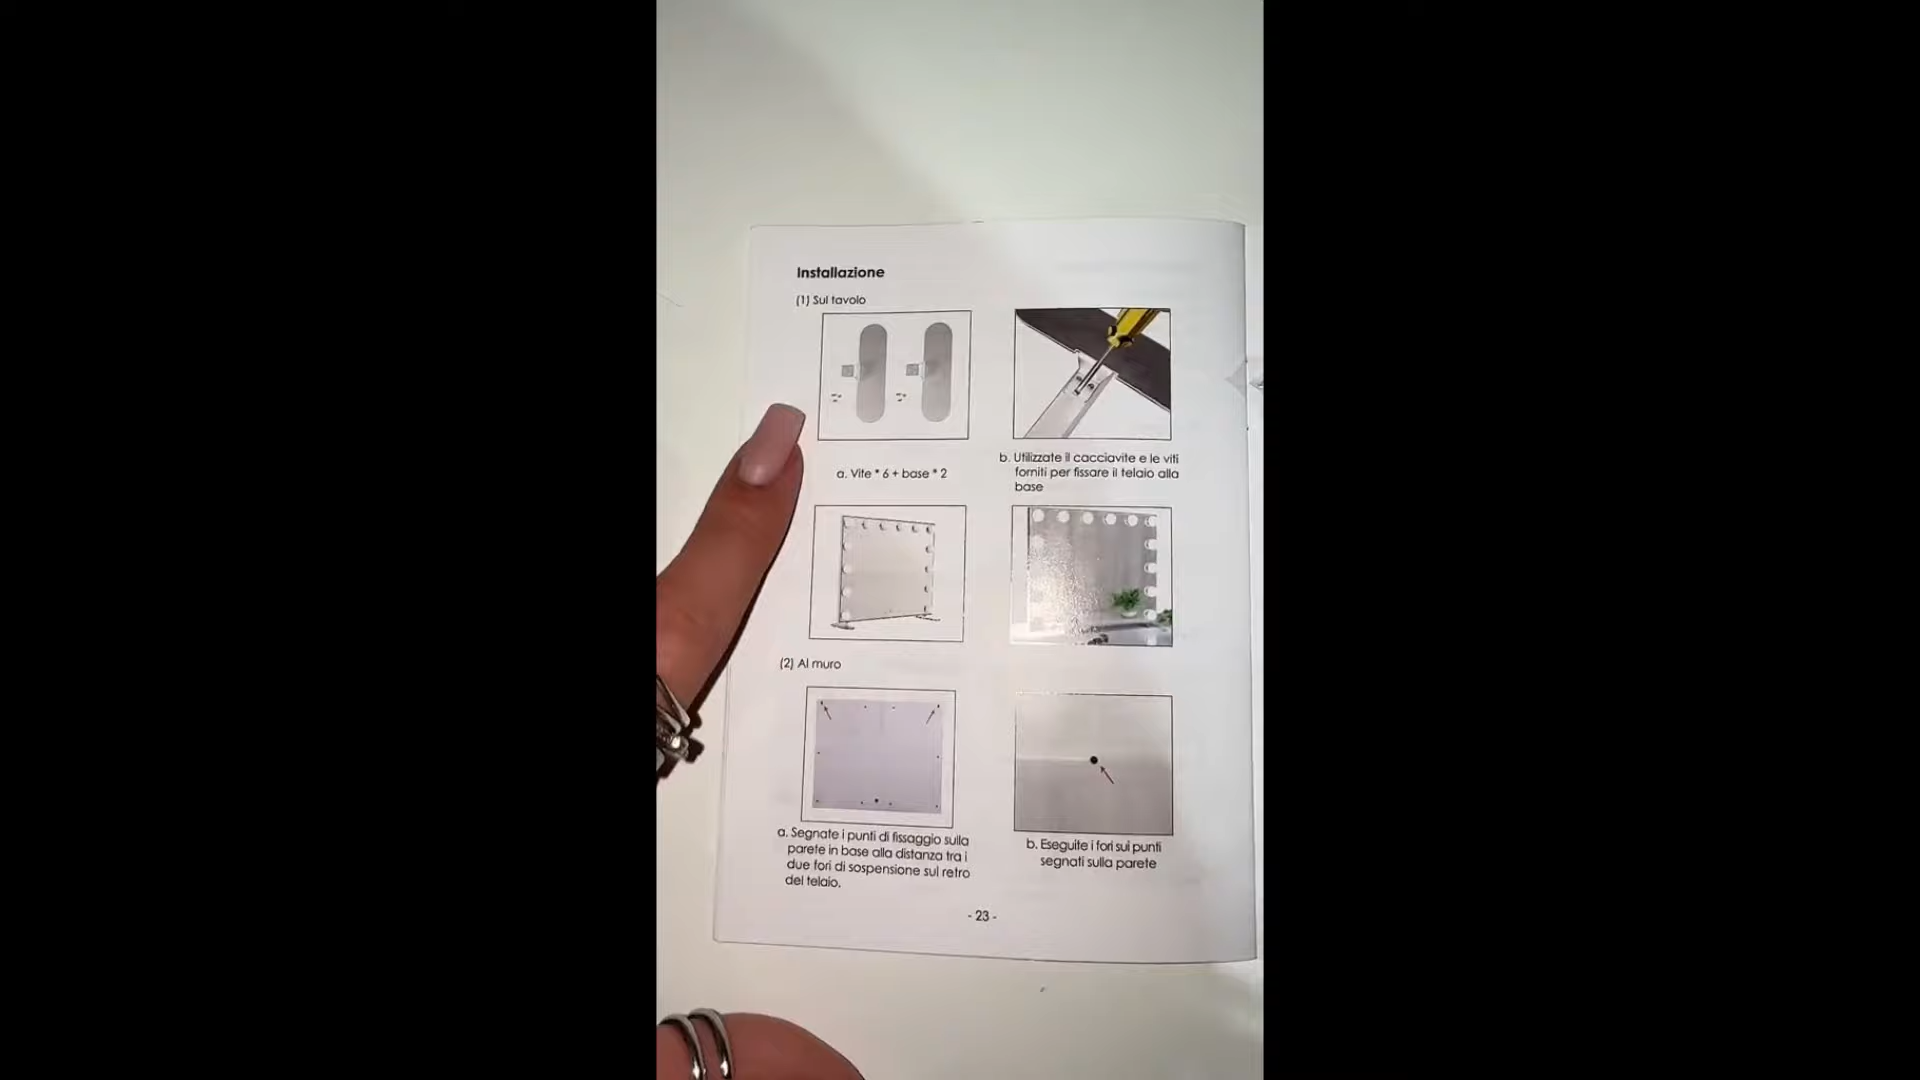 Installazione
(1) Sul tavolo
a. Vite * 6 + base * 2
b. Utilizzate il cacciavite e le viti
forniti per fissare il telaio alla
base
(2) Al muro
a. Segnate i punti di fissaggio sulla
parete in base alla distanza tra i
due fori di sospensione sul retro
del telaio.
b. Eseguite i fori sui punti
segnati sulla parete
- 23 -